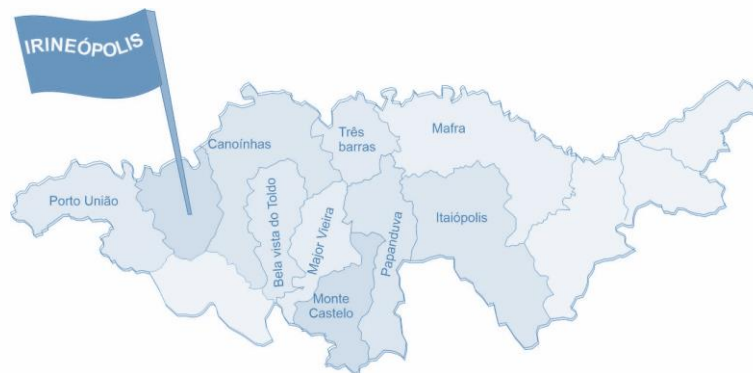 IRINEÓPOLIS
Canoínhas
Três
barras
Mafra
Porto União
Bela vista do Toldo
Major Vieira
Papanduva
Itaiópolis
Monte
Castelo